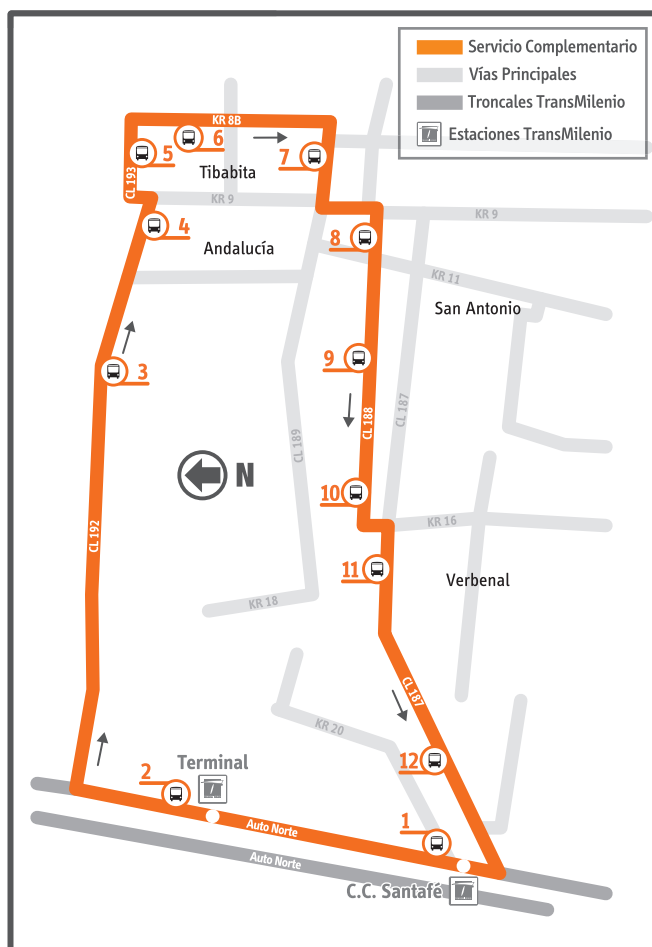 Servicio Complementario
Vías Principales
Troncales TransMilenio
Estaciones TransMilenio
KR 8B
6
5
7
Tibabita
CL 193
KR 9
KR 9
4
8
Andalucía
KR 11
San Antonio
9
3
CL 188
CL 187
CL 189
N
10
KR 16
CL 192
11
Verbenal
KR 18
CL 187
KR 20
12
Terminal
2
1
Auto Norte
Auto Norte
C.C. Santafé